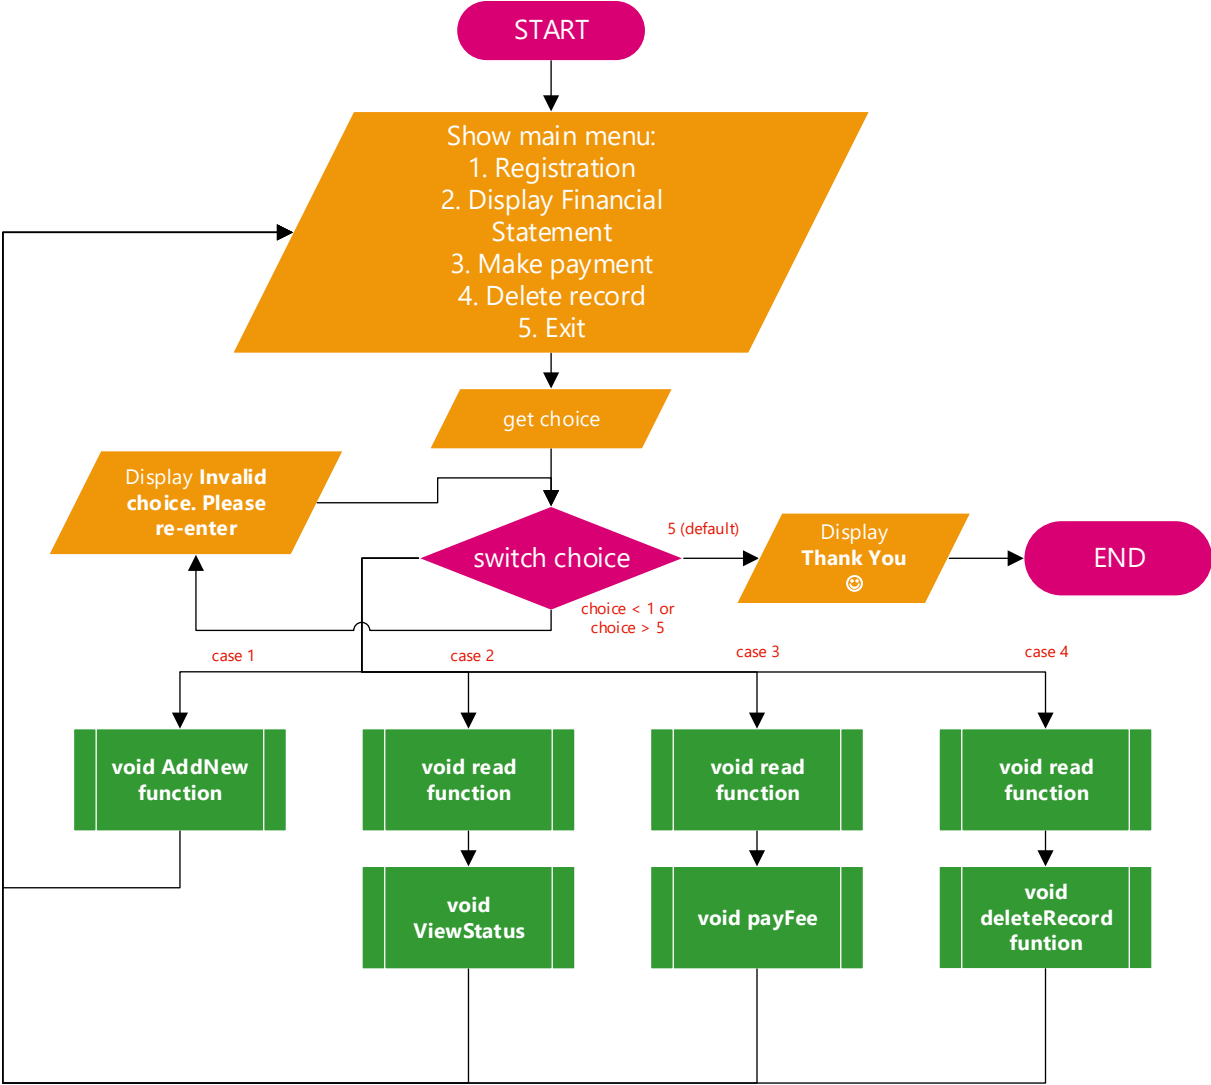 START
Show main menu:
1. Registration
2. Display Financial
Statement
3. Make payment
4. Delete record
5. Exit
get choice
Display Invalid
choice. Please
re-enter
switch choice
5 (default)
Display
Thank You
☺
END
choice < 1 or
choice > 5
case 1
case 2
case 3
case 4
void AddNew
function
void read
function
void read
function
void read
function
void
ViewStatus
void payFee
void
deleteRecord
funtion